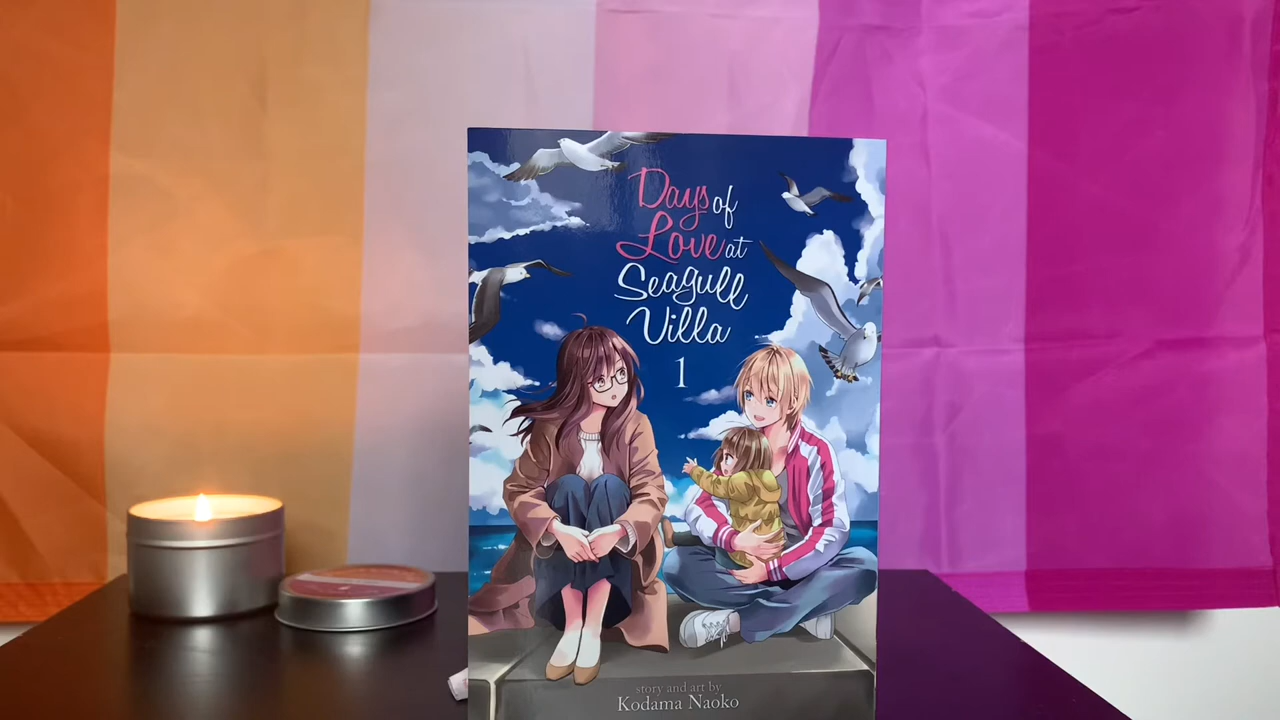 Days of
Love at
Seagull
Villa
1
story and art by
Kodama Naoko